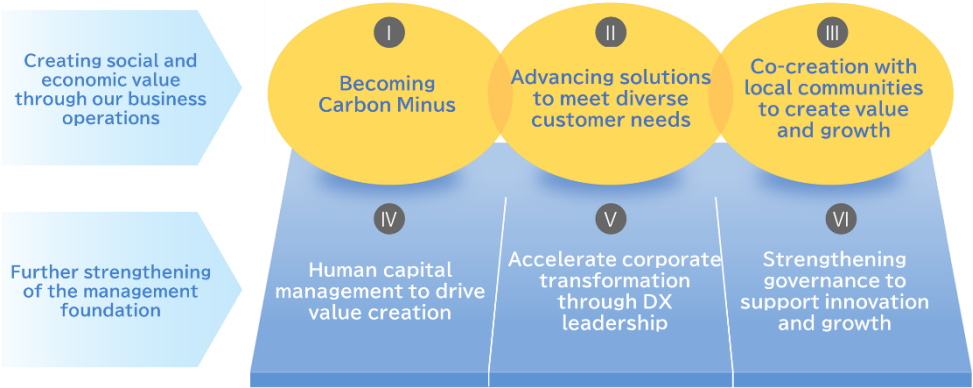 Creating social and
economic value
through our business
operations
I
Becoming
Carbon Minus
II
Advancing solutions
to meet diverse
customer needs
III
Co-creation with
local communities
to create value
and growth
Further strengthening
of the management
foundation
IV
Human capital
management to drive
value creation
V
Accelerate corporate
transformation
through DX
leadership
VI
Strengthening
governance to
support innovation
and growth